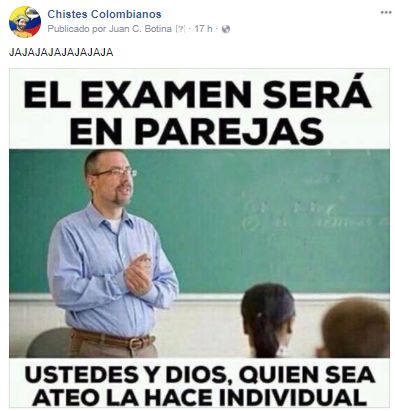 Chistes Colombianos
Publicado por Juan C. Botina [?] · 17 h ·
JAJAJAJAJAJAJAJA
EL EXAMEN SERÁ
EN PAREJAS
USTEDES Y DIOS, QUIEN SEA
ATEO LA HACE INDIVIDUAL